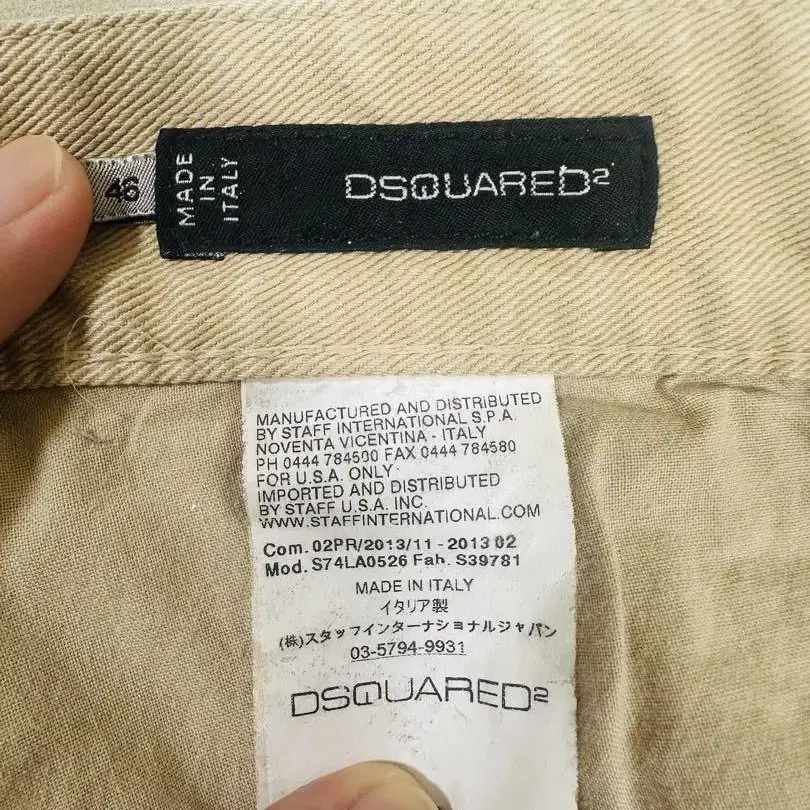 46
MADE
IN
ITALY
DSQUARED2
MANUFACTURED AND DISTRIBUTED
BY STAFF INTERNATIONAL S.P.A.
NOVENTA VICENTINA - ITALY
PH 0444 784500 FAX 0444 784580
FOR U.S.A. ONLY
IMPORTED AND DISTRIBUTED
BY STAFF U.S.A. INC.
WWW.STAFFINTERNATIONAL.COM
Com. 02PR/2013/11 - 2013 02
Mod. S74LA0526 Fab. S39781
MADE IN ITALY
イタリア製
(株)スタッフインターナショナルジャパン
03-5794-9931
DSQUARED2